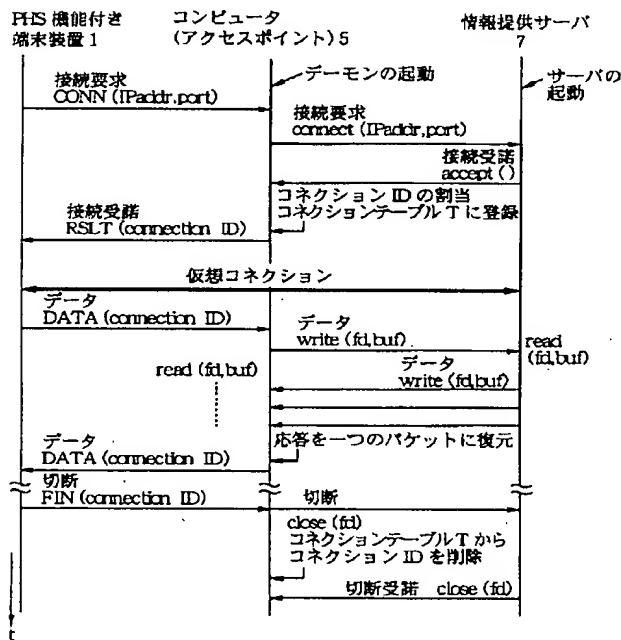 PHS 機能付き
端末装置 1
コンピュータ
(アクセスポイント) 5
情報提供サーバ
7
デーモンの起動
サーバの
起動
接続要求
CONN (IPaddr,port)
接続要求
connect (IPaddr,port)
接続受諾
accept ()
コネクション ID の割当
コネクションテーブル T に登録
接続受諾
RSLT (connection ID)
仮想コネクション
データ
DATA (connection ID)
データ
write (fd,buf)
read
(fd,buf)
read (fd,buf)
データ
write (fd,buf)
応答を一つのパケットに復元
データ
DATA (connection ID)
切断
FIN (connection ID)
切断
close (fd)
コネクションテーブル T から
コネクション ID を削除
切断受諾 close (fd)
t